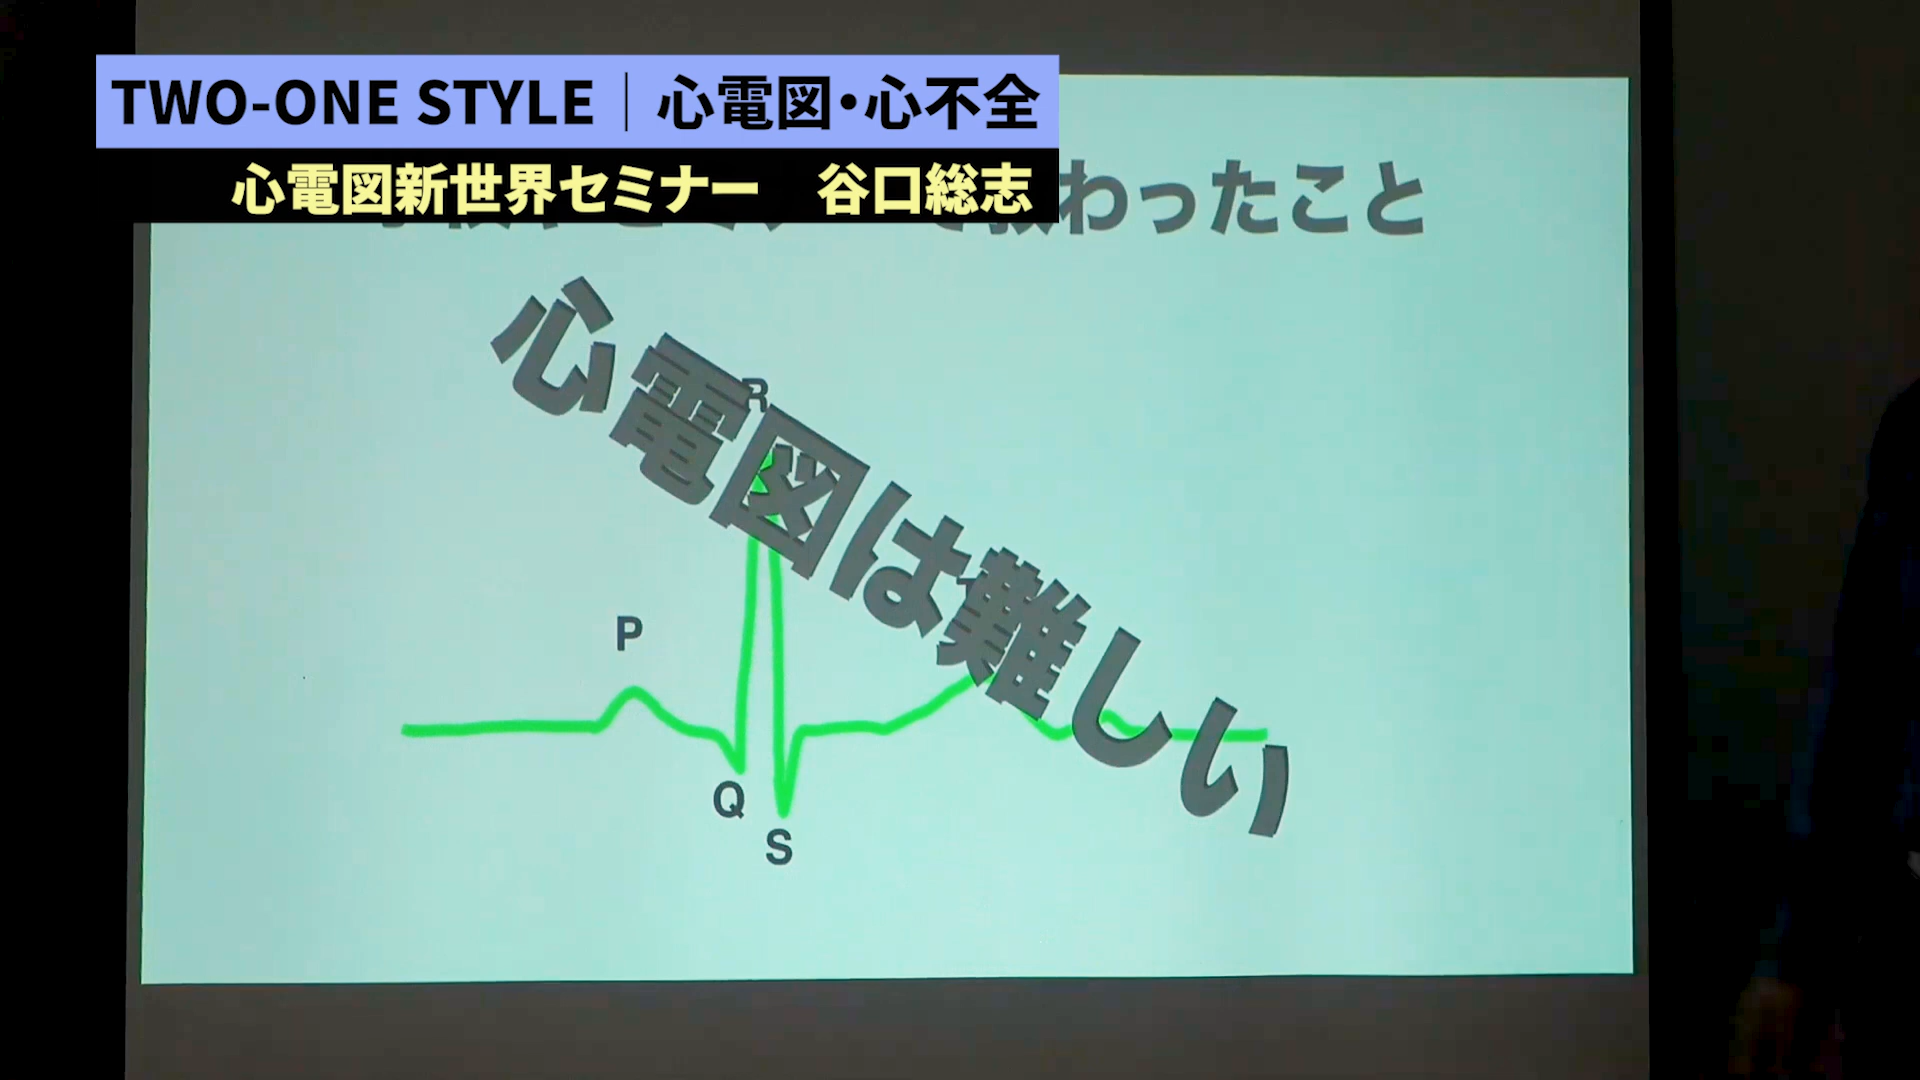 TWO-ONE STYLE｜心電図・心不全
心電図新世界セミナー　谷口総志
わったこと
心電図は難しい
R
P
Q
S